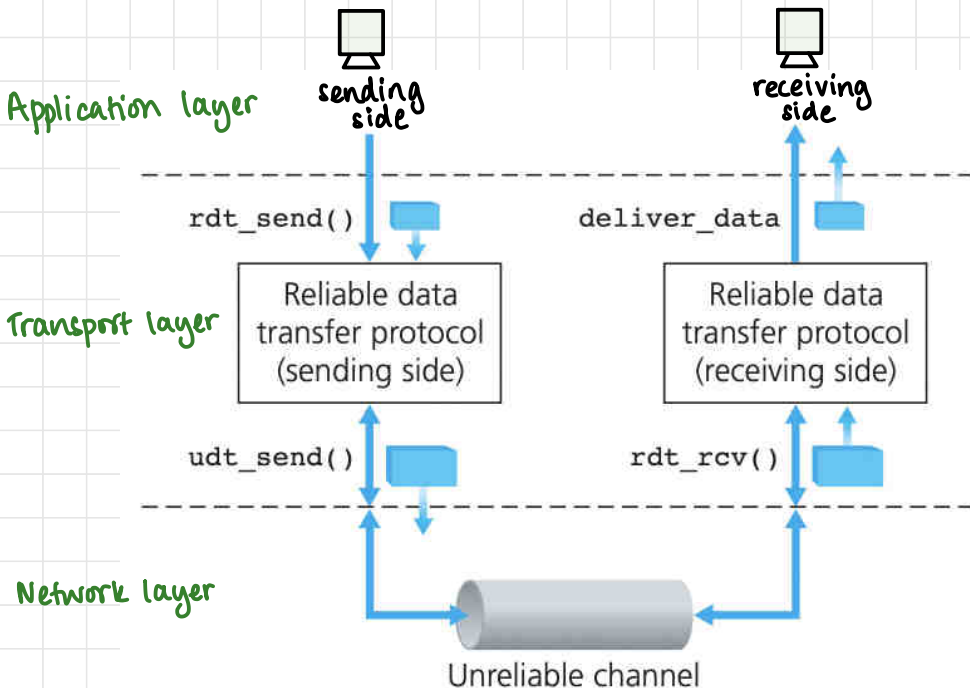 sending
side
receiving
side
Application layer
rdt_send()
deliver_data
Transport layer
Reliable data
transfer protocol
(sending side)
Reliable data
transfer protocol
(receiving side)
udt_send()
rdt_rcv()
Network layer
Unreliable channel